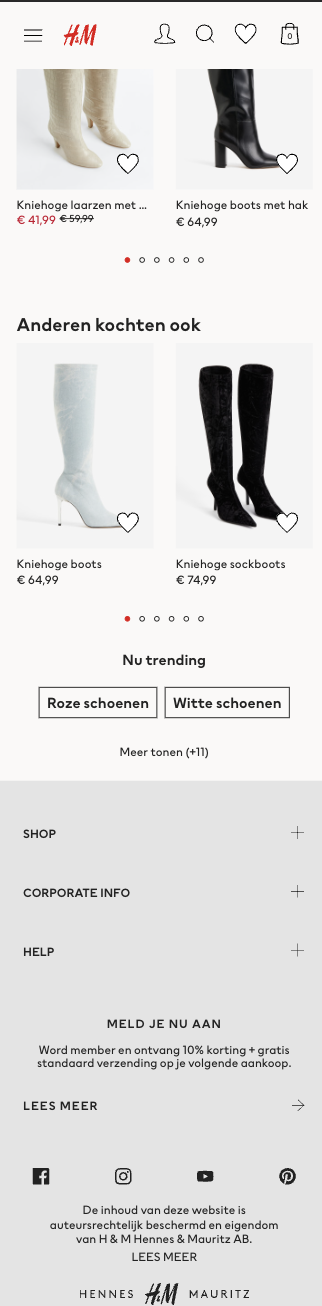 H&M
0
Kniehoge laarzen met ...
€ 41,99 € 59,99
Kniehoge boots met hak
€ 64,99
Anderen kochten ook
Kniehoge boots
€ 64,99
Kniehoge sockboots
€ 74,99
Nu trending
Roze schoenen
Witte schoenen
Meer tonen (+11)
SHOP
CORPORATE INFO
HELP
MELD JE NU AAN
Word member en ontvang 10% korting + gratis
standaard verzending op je volgende aankoop.
LEES MEER
De inhoud van deze website is
auteursrechtelijk beschermd en eigendom
van H & M Hennes & Mauritz AB.
LEES MEER
HENNES H&M MAURITZ